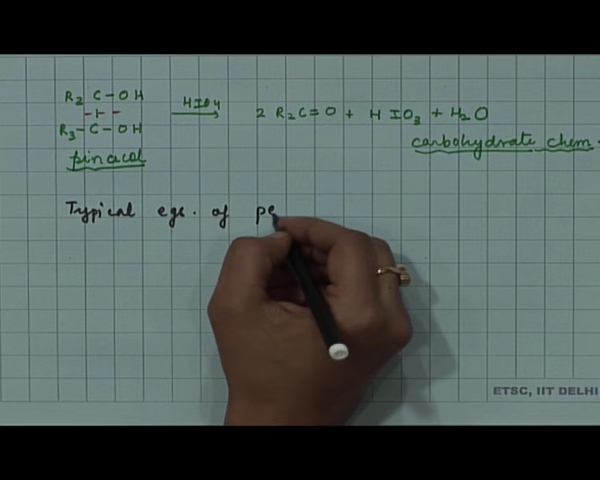 R2 C-OH HIO4 2 R2C=O + HIO3 + H2O
R3-C-OH
pinacol carbohydrate chem.
Typical egs. of pe
ETSC, IIT DELHI